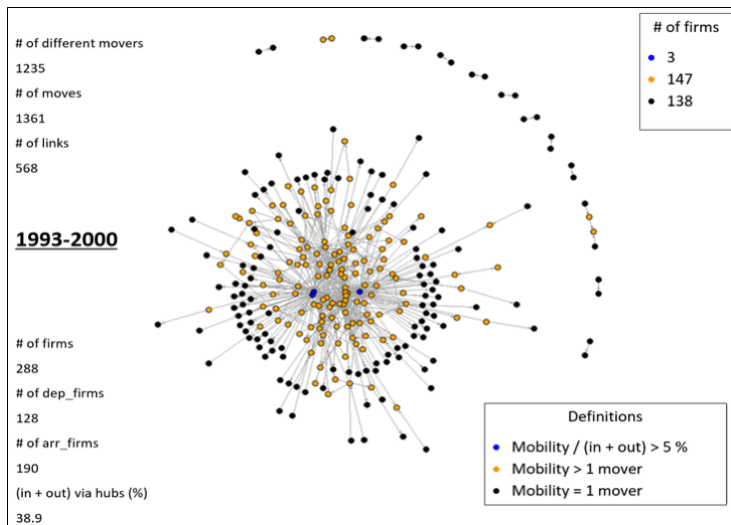 # of different movers
1235
# of moves
1361
# of links
568
1993-2000
# of firms
288
# of dep_firms
128
# of arr_firms
190
(in + out) via hubs (%)
38.9
# of firms
3
147
138
Definitions
Mobility / (in + out) > 5 %
Mobility > 1 mover
Mobility = 1 mover